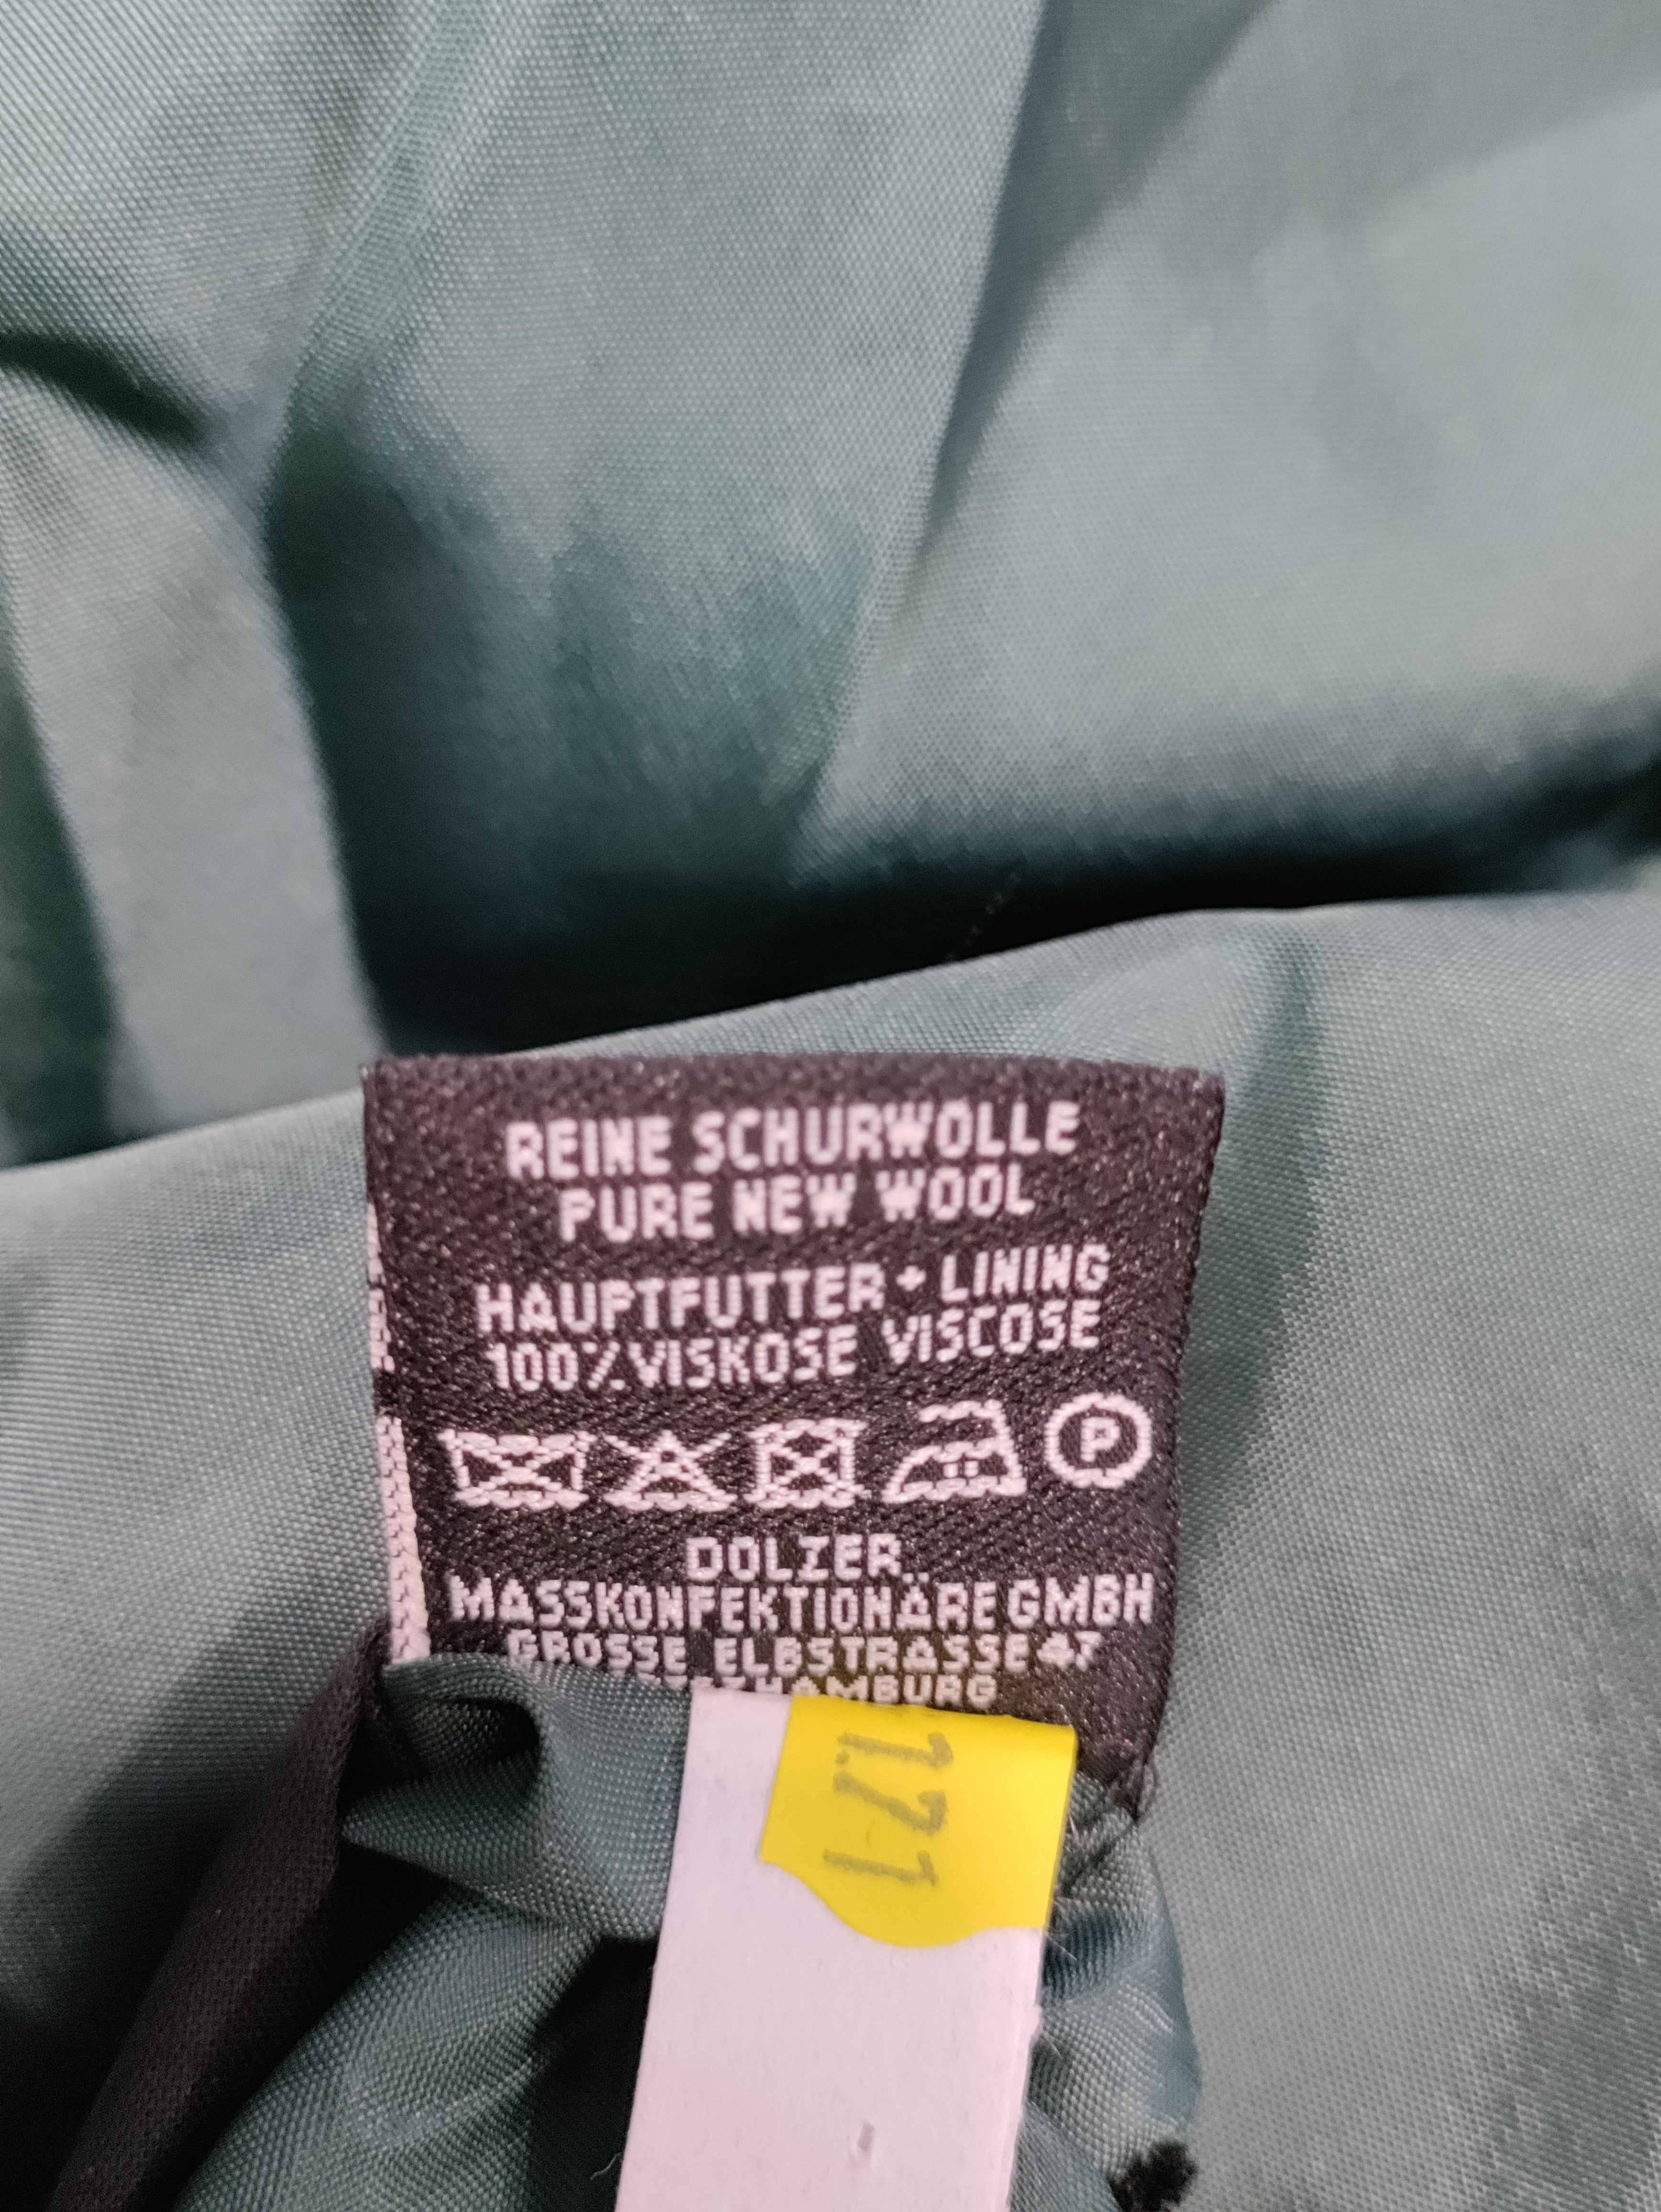 REINE SCHURWOLLE
PURE NEW WOOL
HAUPTFUTTER + LINING
100% VISKOSE VISCOSE
P
DOLZER
MASSKONFEKTIONÄRE GMBH
GROSSE ELBSTRASSE 47
HAMBURG